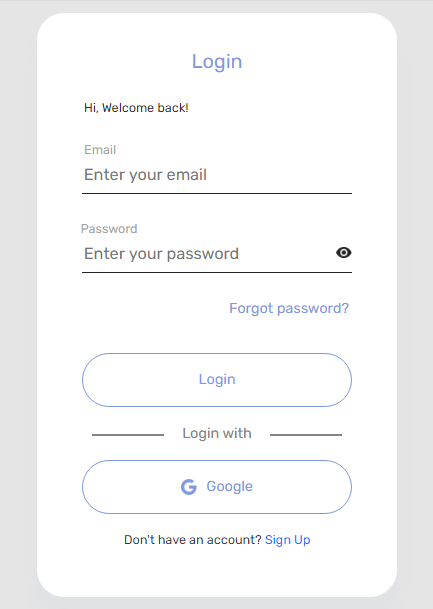 Login
Hi, Welcome back!
Email
Enter your email
Password
Enter your password
Forgot password?
Login
Login with
Google
Don't have an account? Sign Up